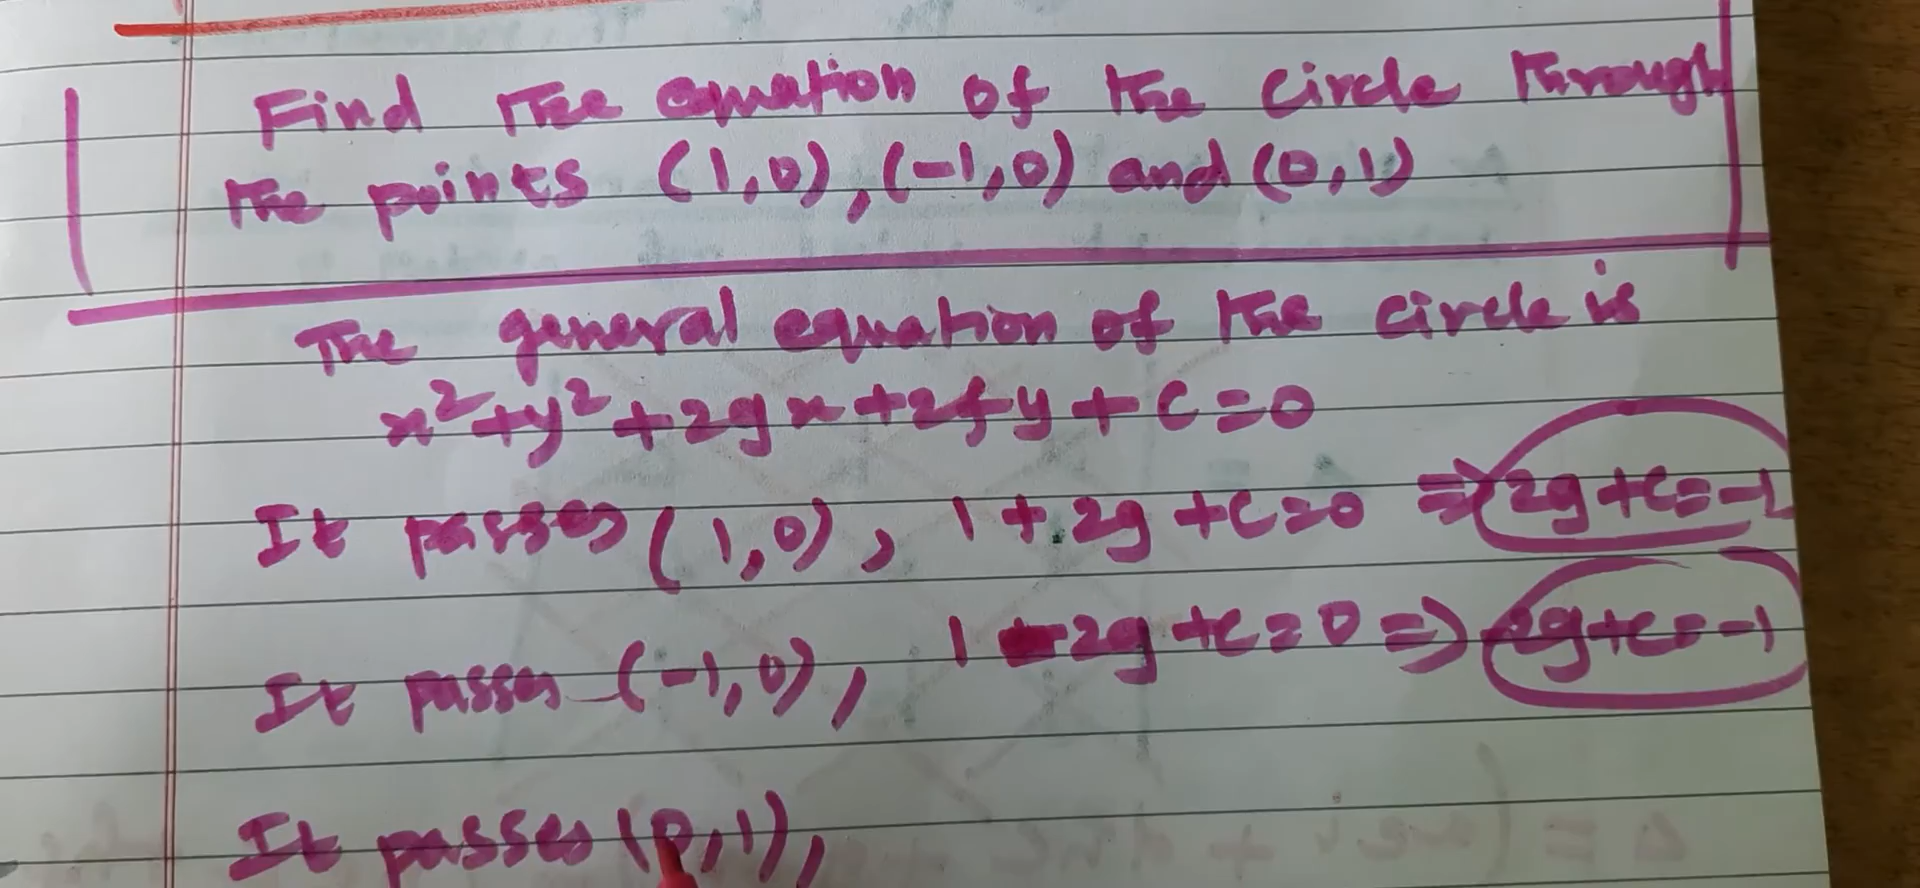 Find the equation of the circle through
the points (1,0), (-1,0) and (0,1)
The general equation of the circle is
x²+y²+2gx+2fy+c=0
It passes (1,0), 1+2g+c=0 ⇒ 2g+c=-1
It passes (-1,0), 1-2g+c=0 ⇒ -2g+c=-1
It passes (0,1),